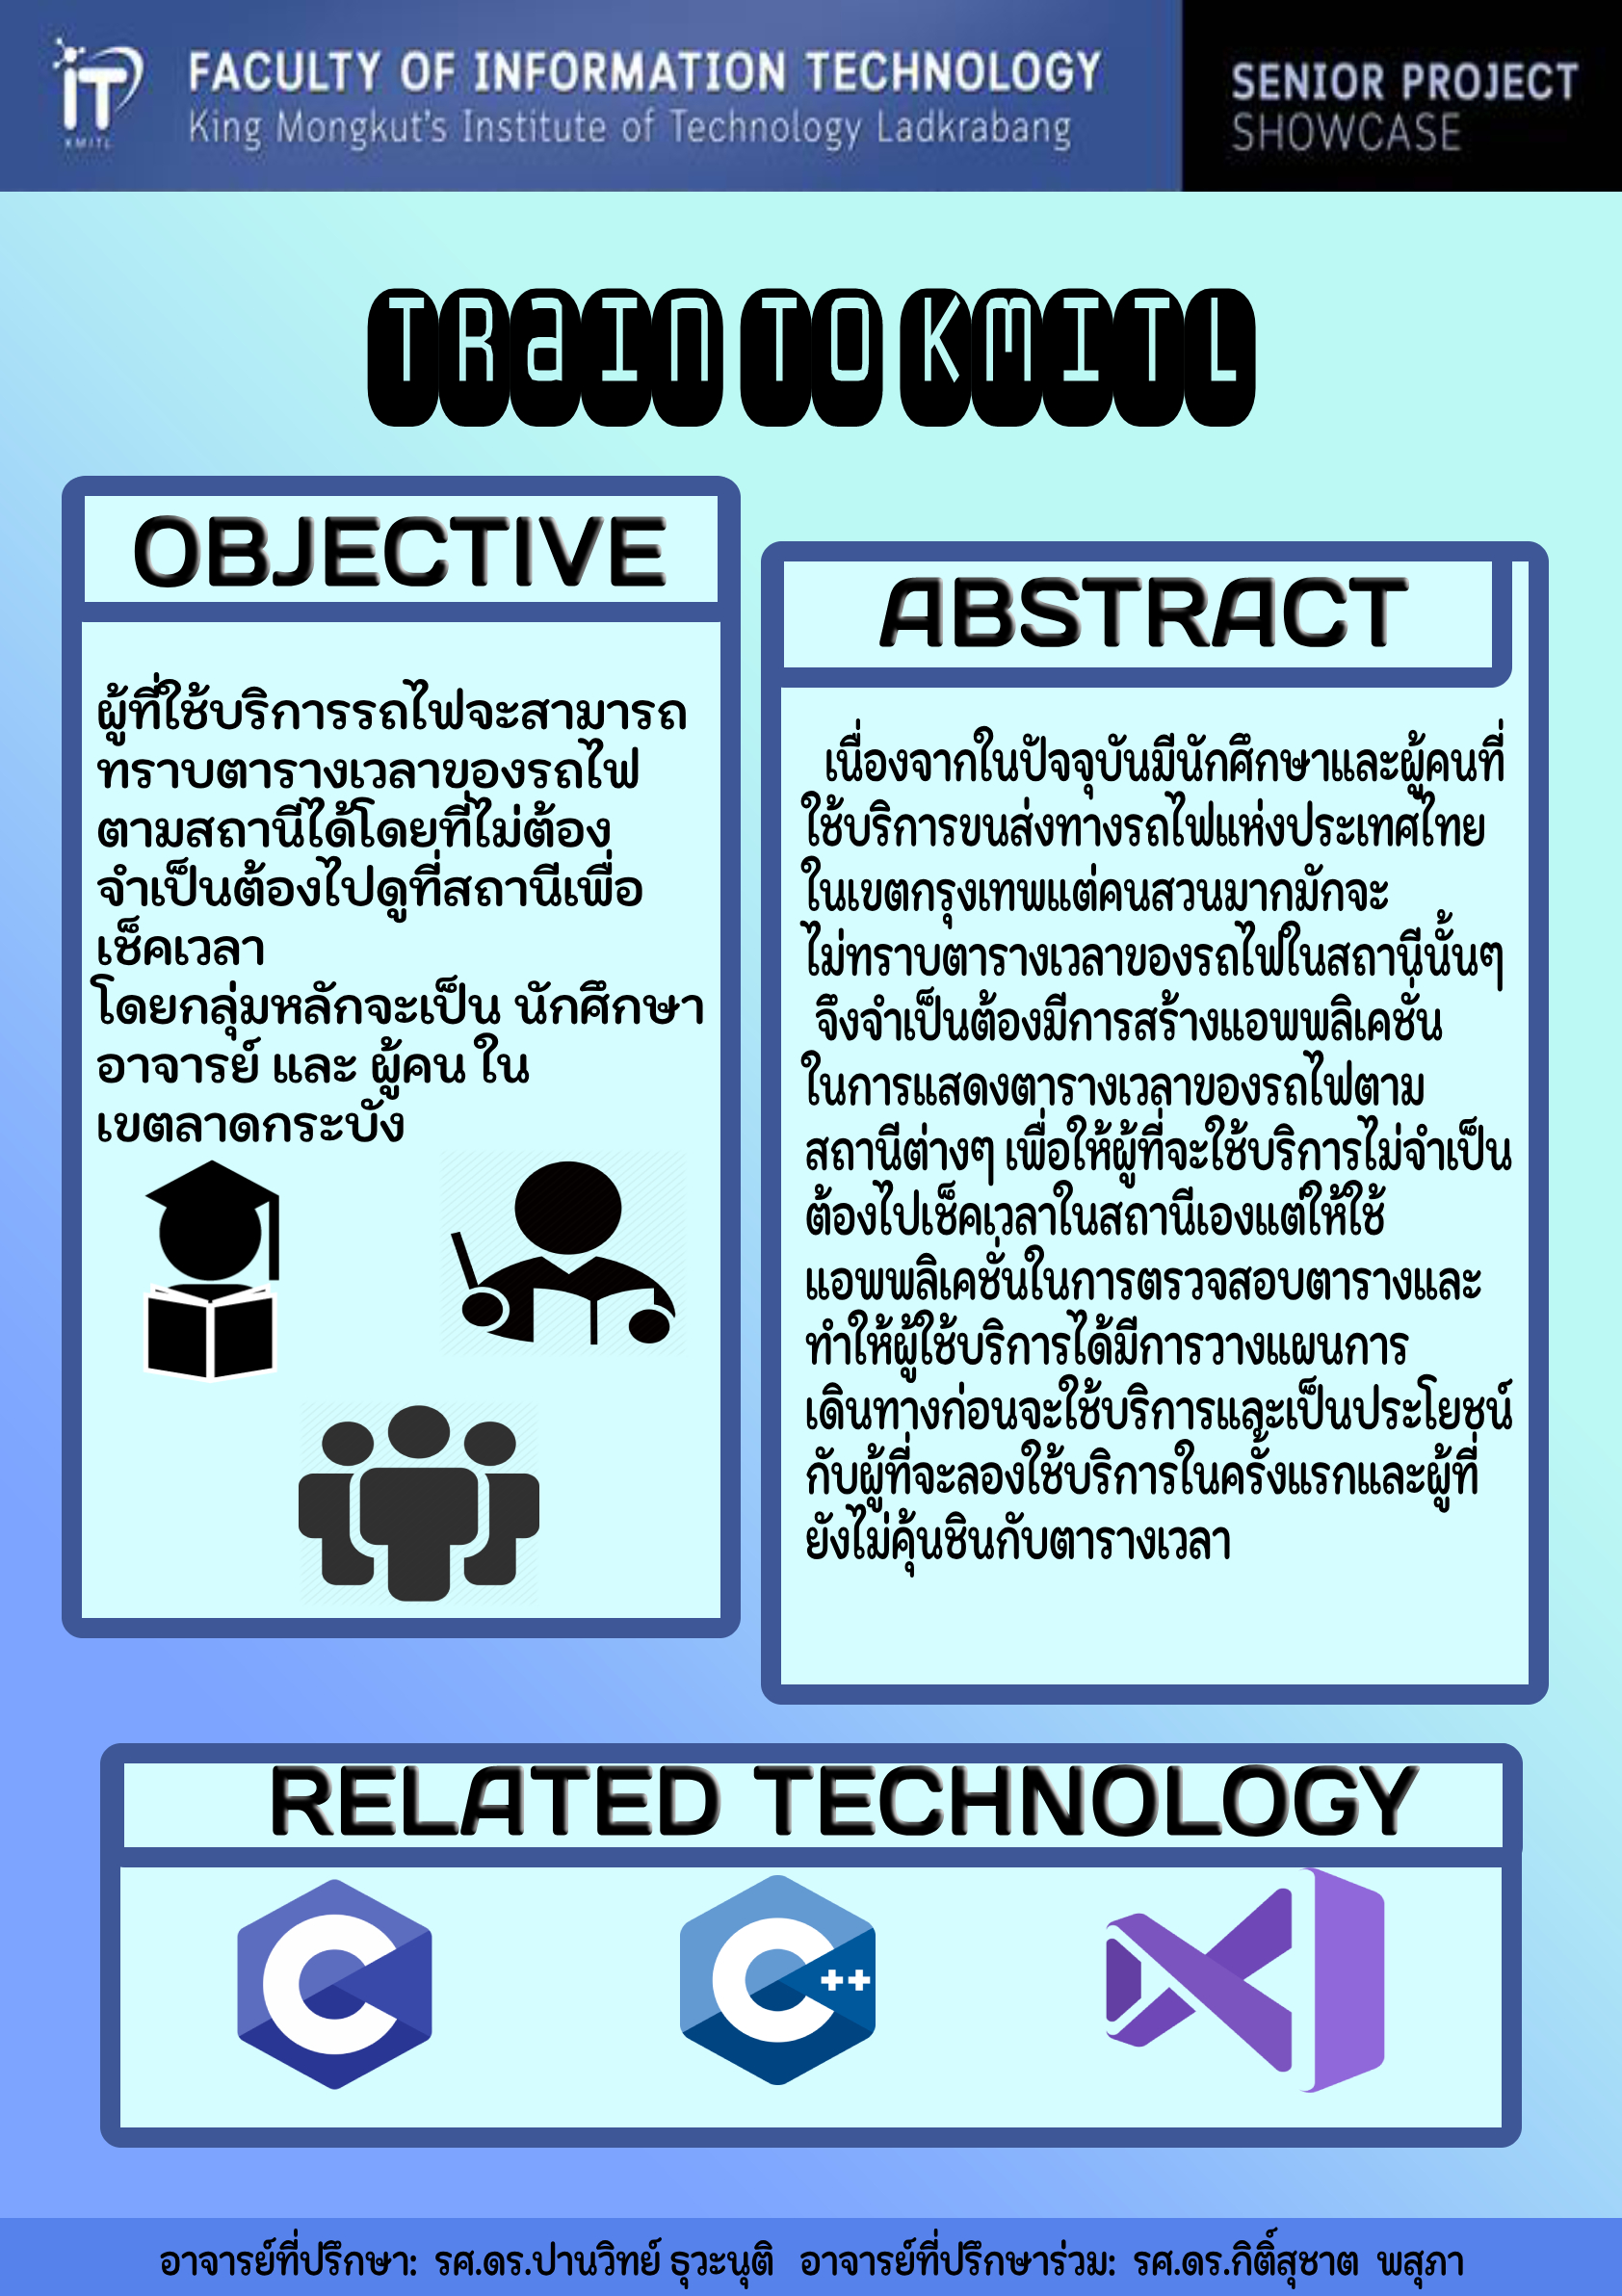 iT
KMITL
FACULTY OF INFORMATION TECHNOLOGY
King Mongkut's Institute of Technology Ladkrabang
SENIOR PROJECT
SHOWCASE
TRaIN TO KMITL
OBJECTIVE
ผู้ที่ใช้บริการรถไฟจะสามารถ
ทราบตารางเวลาของรถไฟ
ตามสถานีได้โดยที่ไม่ต้อง
จำเป็นต้องไปดูที่สถานีเพื่อ
เช็คเวลา
โดยกลุ่มหลักจะเป็น นักศึกษา
อาจารย์ และ ผู้คน ใน
เขตลาดกระบัง
ABSTRACT
เนื่องจากในปัจจุบันมีนักศึกษาและผู้คนที่
ใช้บริการขนส่งทางรถไฟแห่งประเทศไทย
ในเขตกรุงเทพแต่คนสวนมากมักจะ
ไม่ทราบตารางเวลาของรถไฟในสถานีนั้นๆ
จึงจำเป็นต้องมีการสร้างแอพพลิเคชั่น
ในการแสดงตารางเวลาของรถไฟตาม
สถานีต่างๆ เพื่อให้ผู้ที่จะใช้บริการไม่จำเป็น
ต้องไปเช็คเวลาในสถานีเองแต่ให้ใช้
แอพพลิเคชั่นในการตรวจสอบตารางและ
ทำให้ผู้ใช้บริการได้มีการวางแผนการ
เดินทางก่อนจะใช้บริการและเป็นประโยชน์
กับผู้ที่จะลองใช้บริการในครั้งแรกและผู้ที่
ยังไม่คุ้นชินกับตารางเวลา
RELATED TECHNOLOGY
C
C++
อาจารย์ที่ปรึกษา: รศ.ดร.ปานวิทย์ ธุวะนุติ อาจารย์ที่ปรึกษาร่วม: รศ.ดร.กิติ์สุชาต พสุภา